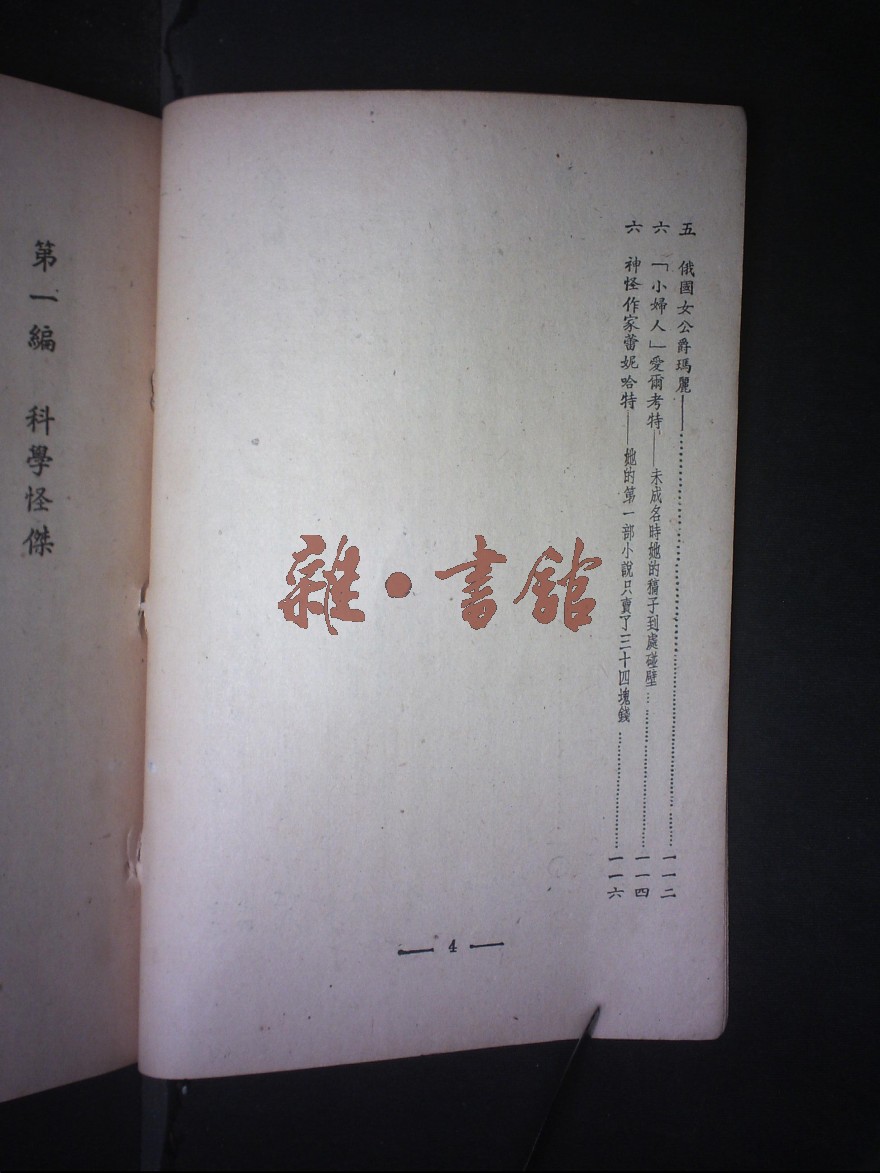 五 俄國女公爵瑪麗——………………一一二
六 「小婦人」愛爾考特——未成名時她的稿子到處碰壁………………一一四
六 神怪作家蕾妮哈特——她的第一部小說只賣了三十四塊錢………………一一六
— 4 —
第一編 科學怪傑
雜·書館